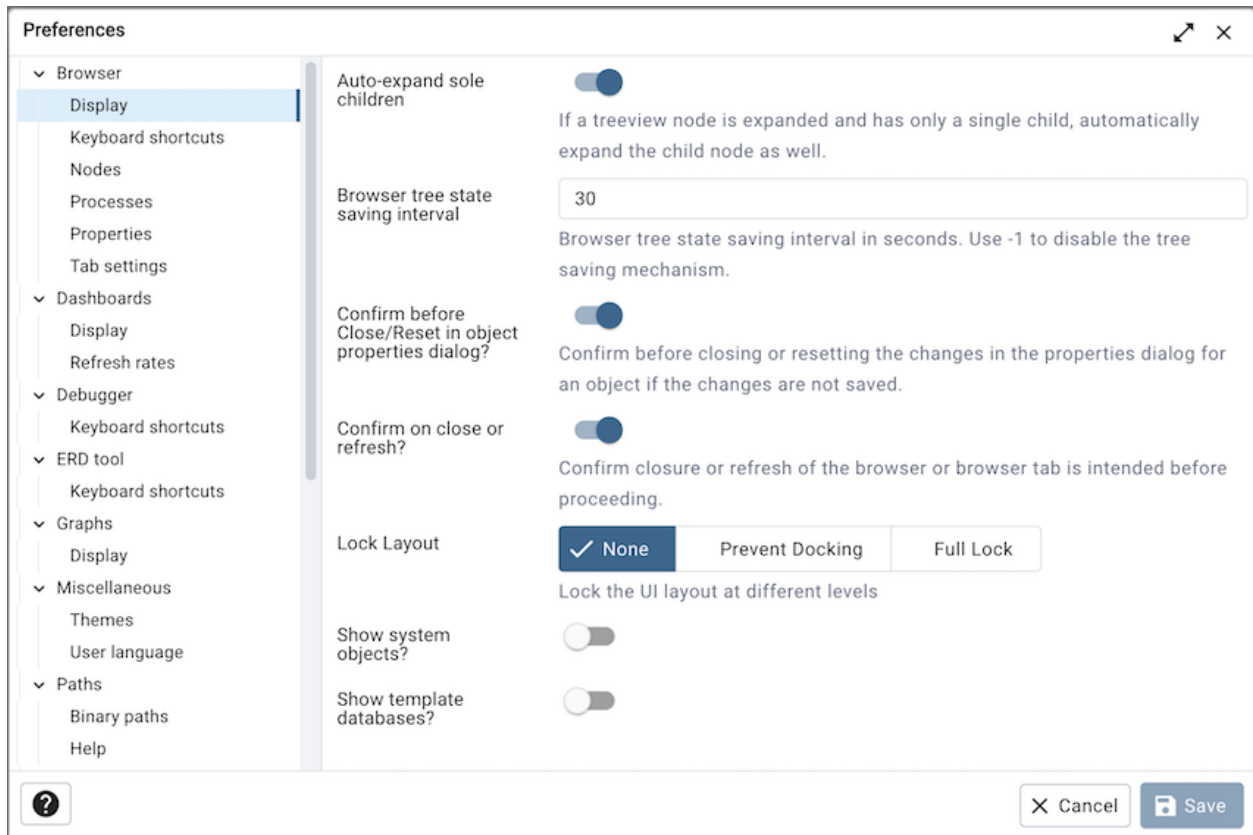 Preferences
Browser
Display
Keyboard shortcuts
Nodes
Processes
Properties
Tab settings
Dashboards
Display
Refresh rates
Debugger
Keyboard shortcuts
ERD tool
Keyboard shortcuts
Graphs
Display
Miscellaneous
Themes
User language
Paths
Binary paths
Help
Auto-expand sole
children
If a treeview node is expanded and has only a single child, automatically
expand the child node as well.
Browser tree state
saving interval
30
Browser tree state saving interval in seconds. Use -1 to disable the tree
saving mechanism.
Confirm before
Close/Reset in object
properties dialog?
Confirm before closing or resetting the changes in the properties dialog for
an object if the changes are not saved.
Confirm on close or
refresh?
Confirm closure or refresh of the browser or browser tab is intended before
proceeding.
Lock Layout
None Prevent Docking Full Lock
Lock the UI layout at different levels
Show system
objects?
Show template
databases?
? Cancel Save